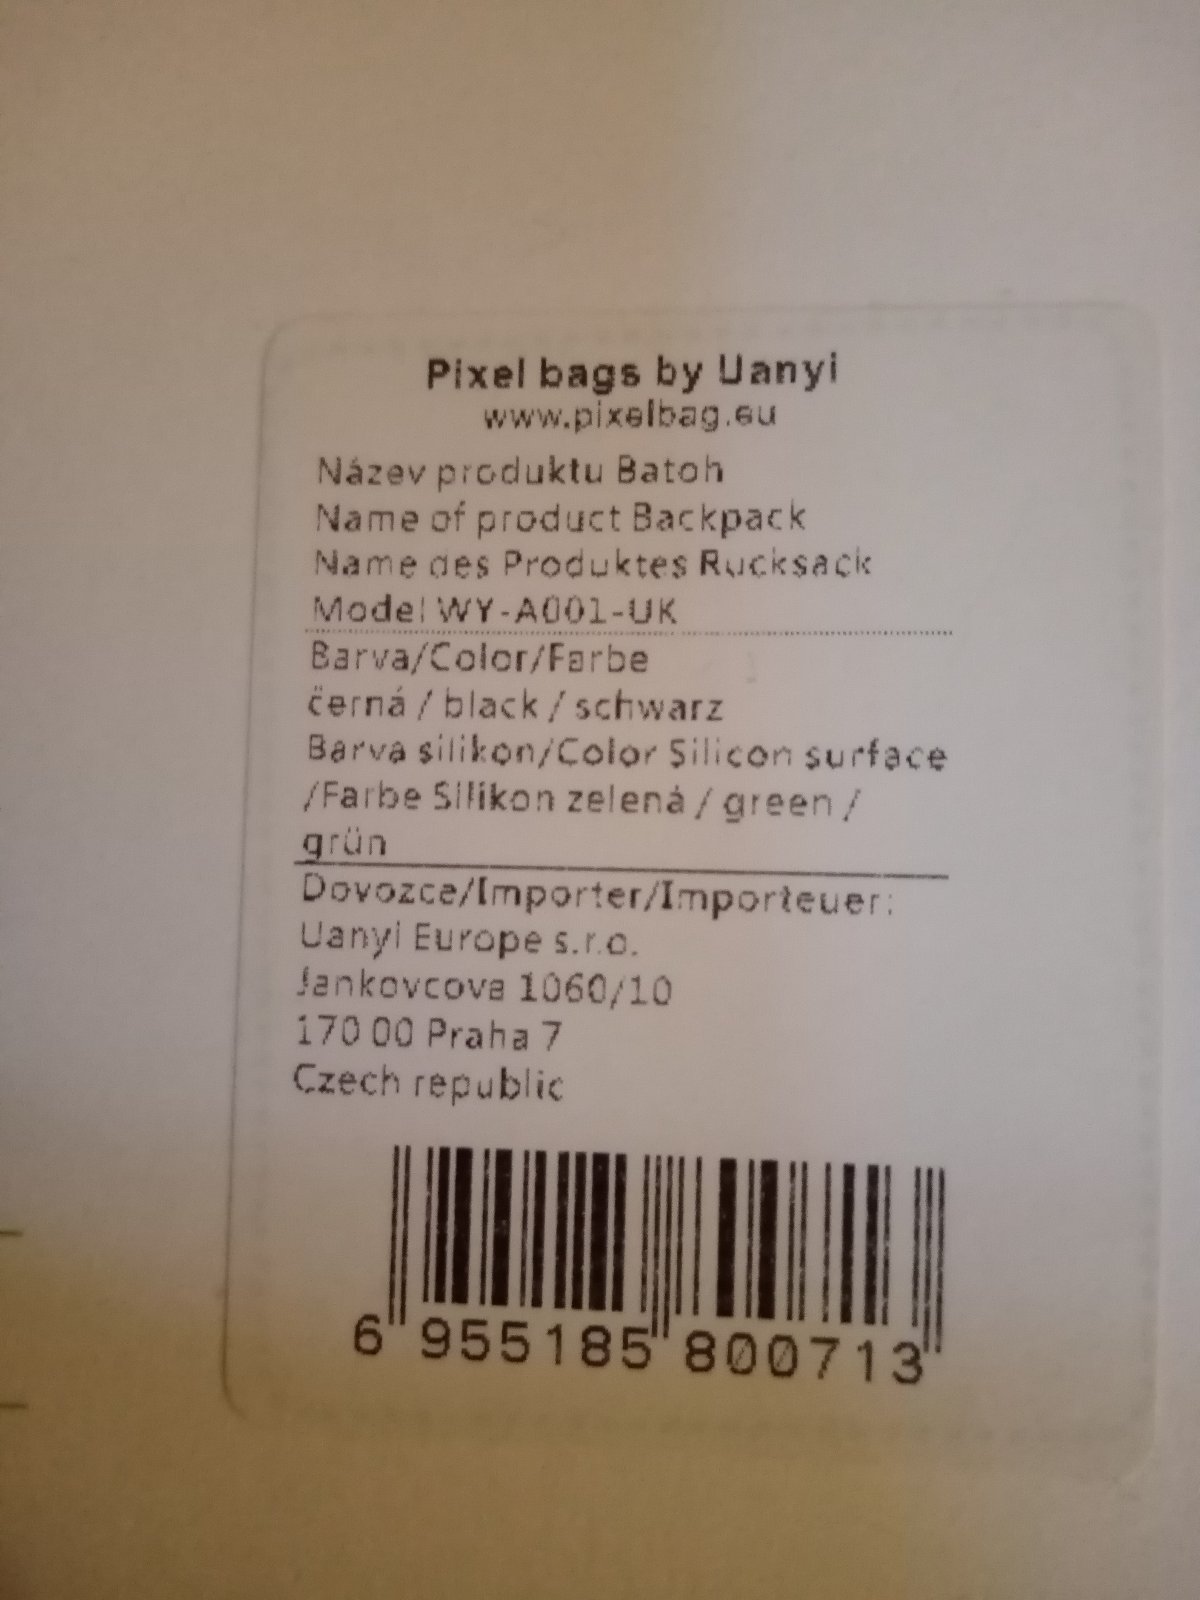 Pixel bags by Uanyi
www.pixelbag.eu
Název produktu Batoh
Name of product Backpack
Name des Produktes Rucksack
Model WY-A001-UK
Barva/Color/Farbe
černá / black / schwarz
Barva silikon/Color Silicon surface
/Farbe Silikon zelená / green /
grün
Dovozce/Importer/Importeuer:
Uanyi Europe s.r.o.
Jankovcova 1060/10
170 00 Praha 7
Czech republic
6 955185 800713